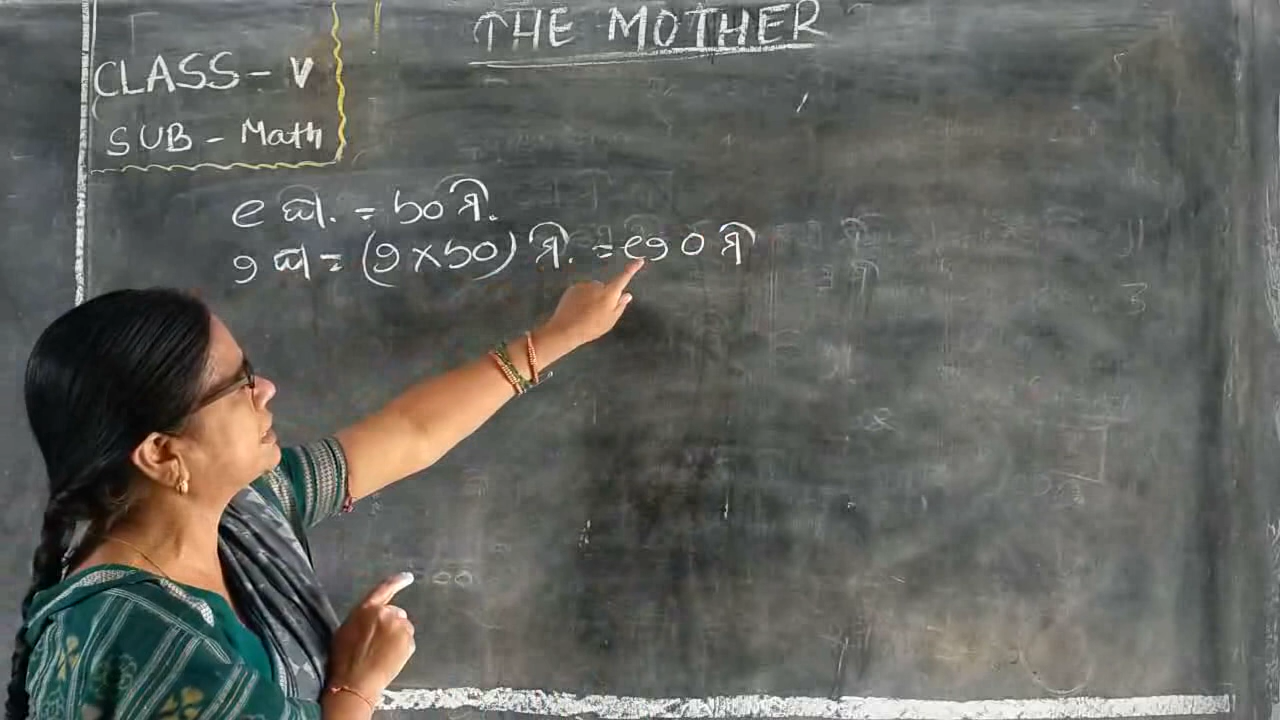 THE MOTHER
CLASS - V
SUB - Math
୧ ଘ. = ୬୦ ମି.
୨ ଘ = (୨ × ୬୦) ମି. = ୧୨୦ ମି